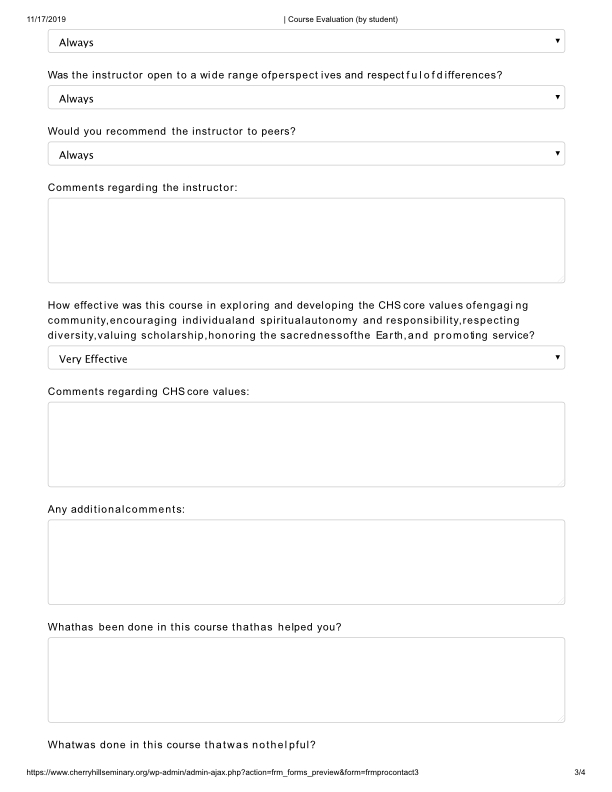 11/17/2019 | Course Evaluation (by student)
Always
Was the instructor open to a wide range ofperspect ives and respect f u l o f d ifferences?
Always
Would you recommend the instructor to peers?
Always
Comments regarding the instructor:
How effective was this course in exploring and developing the CHS core values ofengagi ng
community,encouraging individualand spiritualautonomy and responsibility,respecting
diversity,valuing scholarship,honoring the sacrednessofthe Earth,and promoting service?
Very Effective
Comments regarding CHS core values:
Any additionalcomments:
Whathas been done in this course thathas helped you?
Whatwas done in this course thatwas nothel pful?
https://www.cherryhillseminary.org/wp-admin/admin-ajax.php?action=frm_forms_preview&form=frmprocontact3 3/4